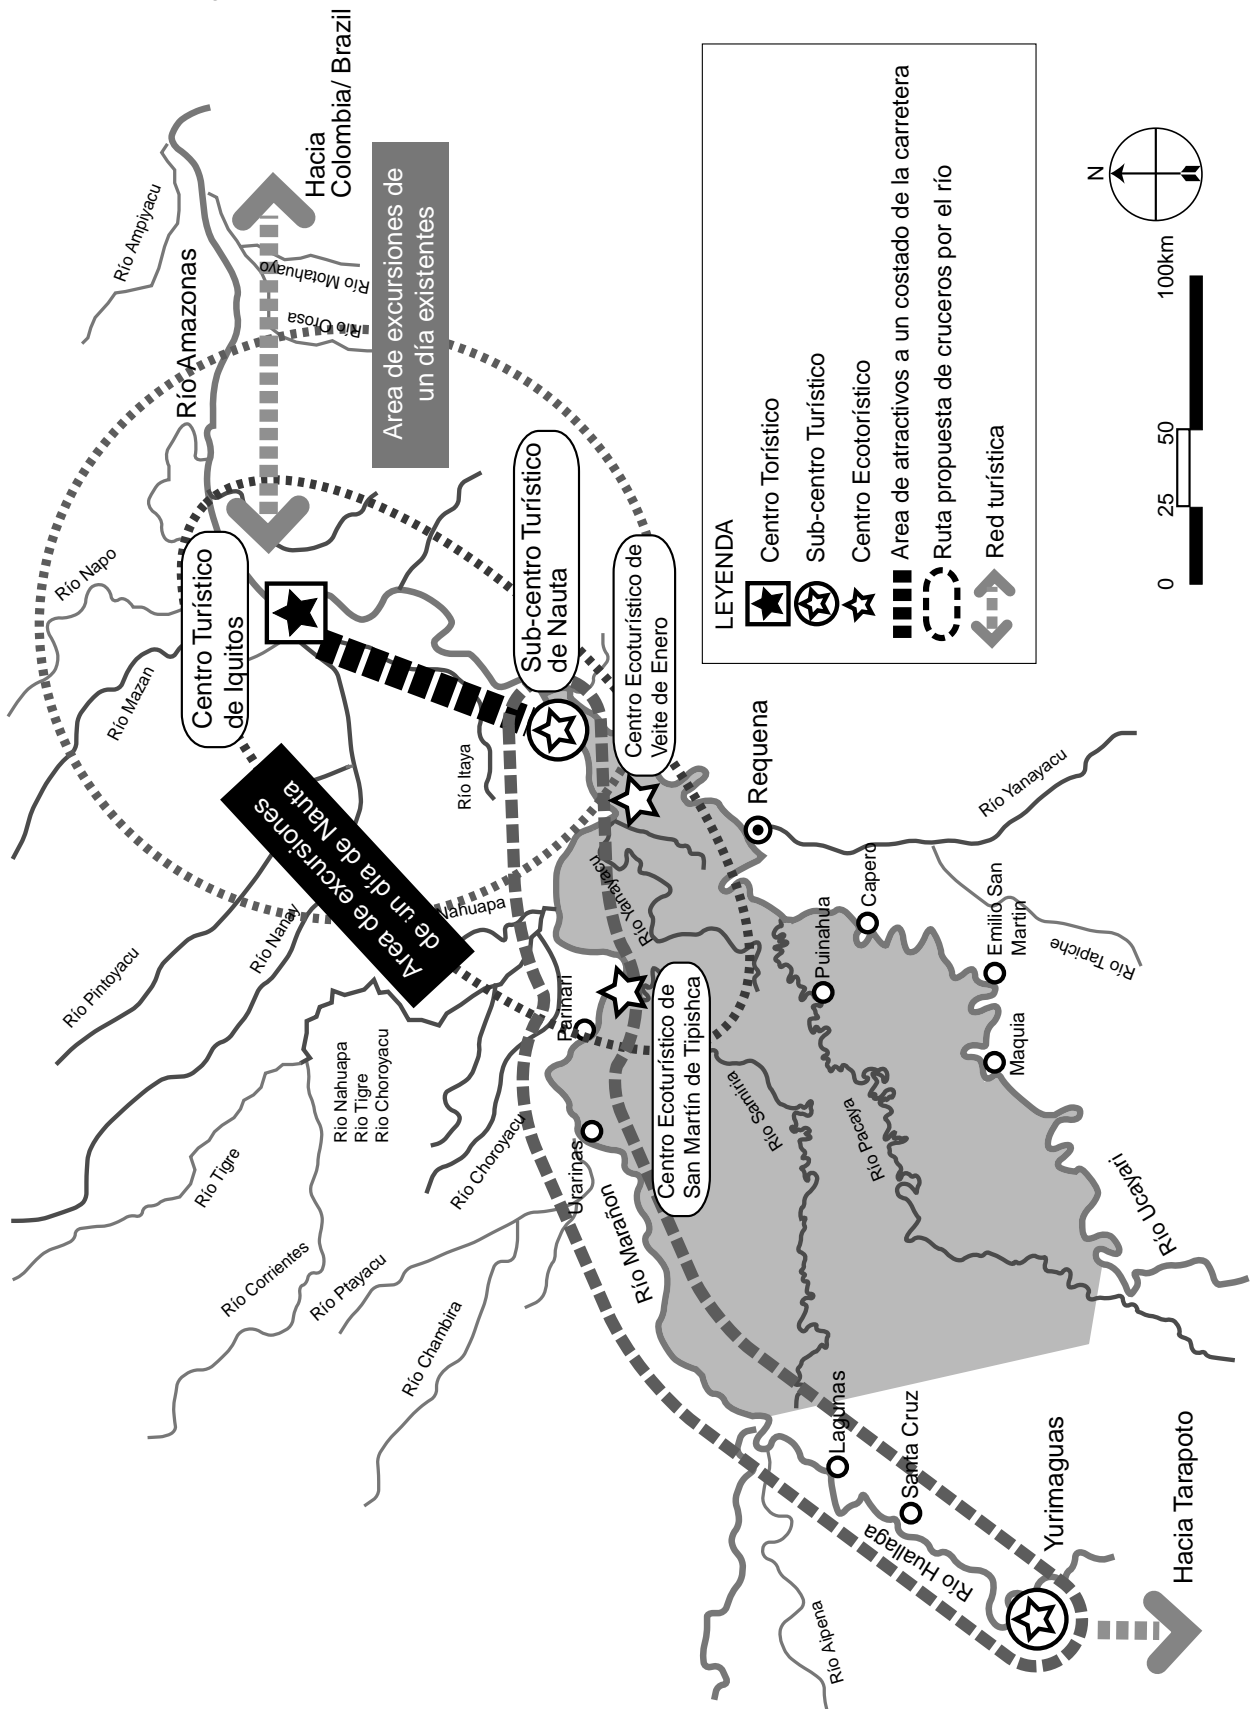 Río Ampiyacu
Río Amazonas
Hacia
Colombia/ Brazil
Río Motahuayo
Río Orosa
Area de excursiones de
un día existentes
Río Napo
Río Mazan
Centro Turístico
de Iquitos
Sub-centro Turístico
de Nauta
Centro Ecoturístico de
Veite de Enero
Río Itaya
Area de excursiones
de un día de Nauta
Río Pintoyacu
Río Nanay
Nahuapa
Río Tigre
Río Nahuapa
Rio Tigre
Rio Choroyacu
Río Corrientes
Río Ptayacu
Río Chambira
Río Choroyacu
Parinari
Urarinas
Río Marañon
Río Yanayacu
Centro Ecoturístico de
San Martín de Tipishca
Requena
Río Yanayacu
Puinahua
Capero
Emilio San
Martin
Río Tapiche
Maquia
Río Samiria
Río Pacaya
Río Ucayari
Lagunas
Santa Cruz
Río Huallaga
Río Aipena
Yurimaguas
Hacia Tarapoto
LEYENDA
Centro Torístico
Sub-centro Turístico
Centro Ecotorístico
Area de atractivos a un costado de la carretera
Ruta propuesta de cruceros por el río
Red turística
N
0 25 50 100km